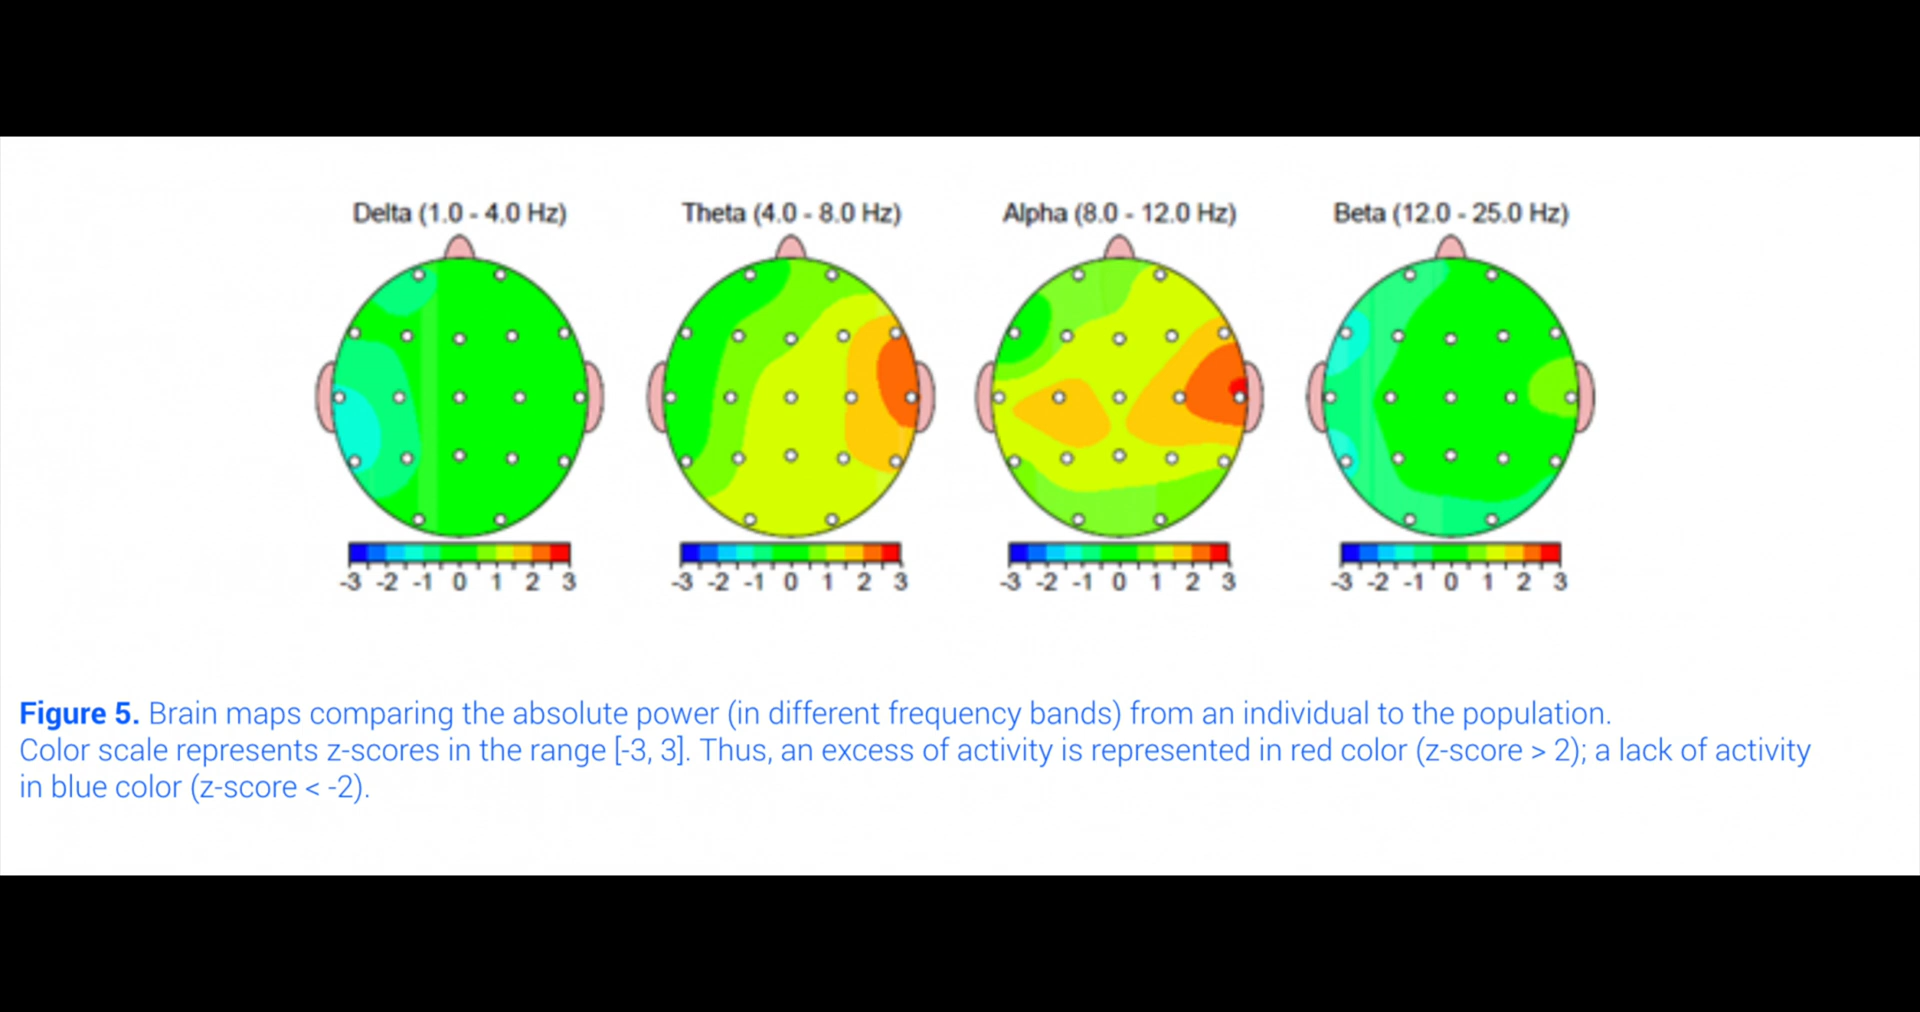 Delta (1.0 - 4.0 Hz) Theta (4.0 - 8.0 Hz) Alpha (8.0 - 12.0 Hz) Beta (12.0 - 25.0 Hz)
-3 -2 -1 0 1 2 3 -3 -2 -1 0 1 2 3 -3 -2 -1 0 1 2 3 -3 -2 -1 0 1 2 3
Figure 5. Brain maps comparing the absolute power (in different frequency bands) from an individual to the population.
Color scale represents z-scores in the range [-3, 3]. Thus, an excess of activity is represented in red color (z-score > 2); a lack of activity
in blue color (z-score < -2).